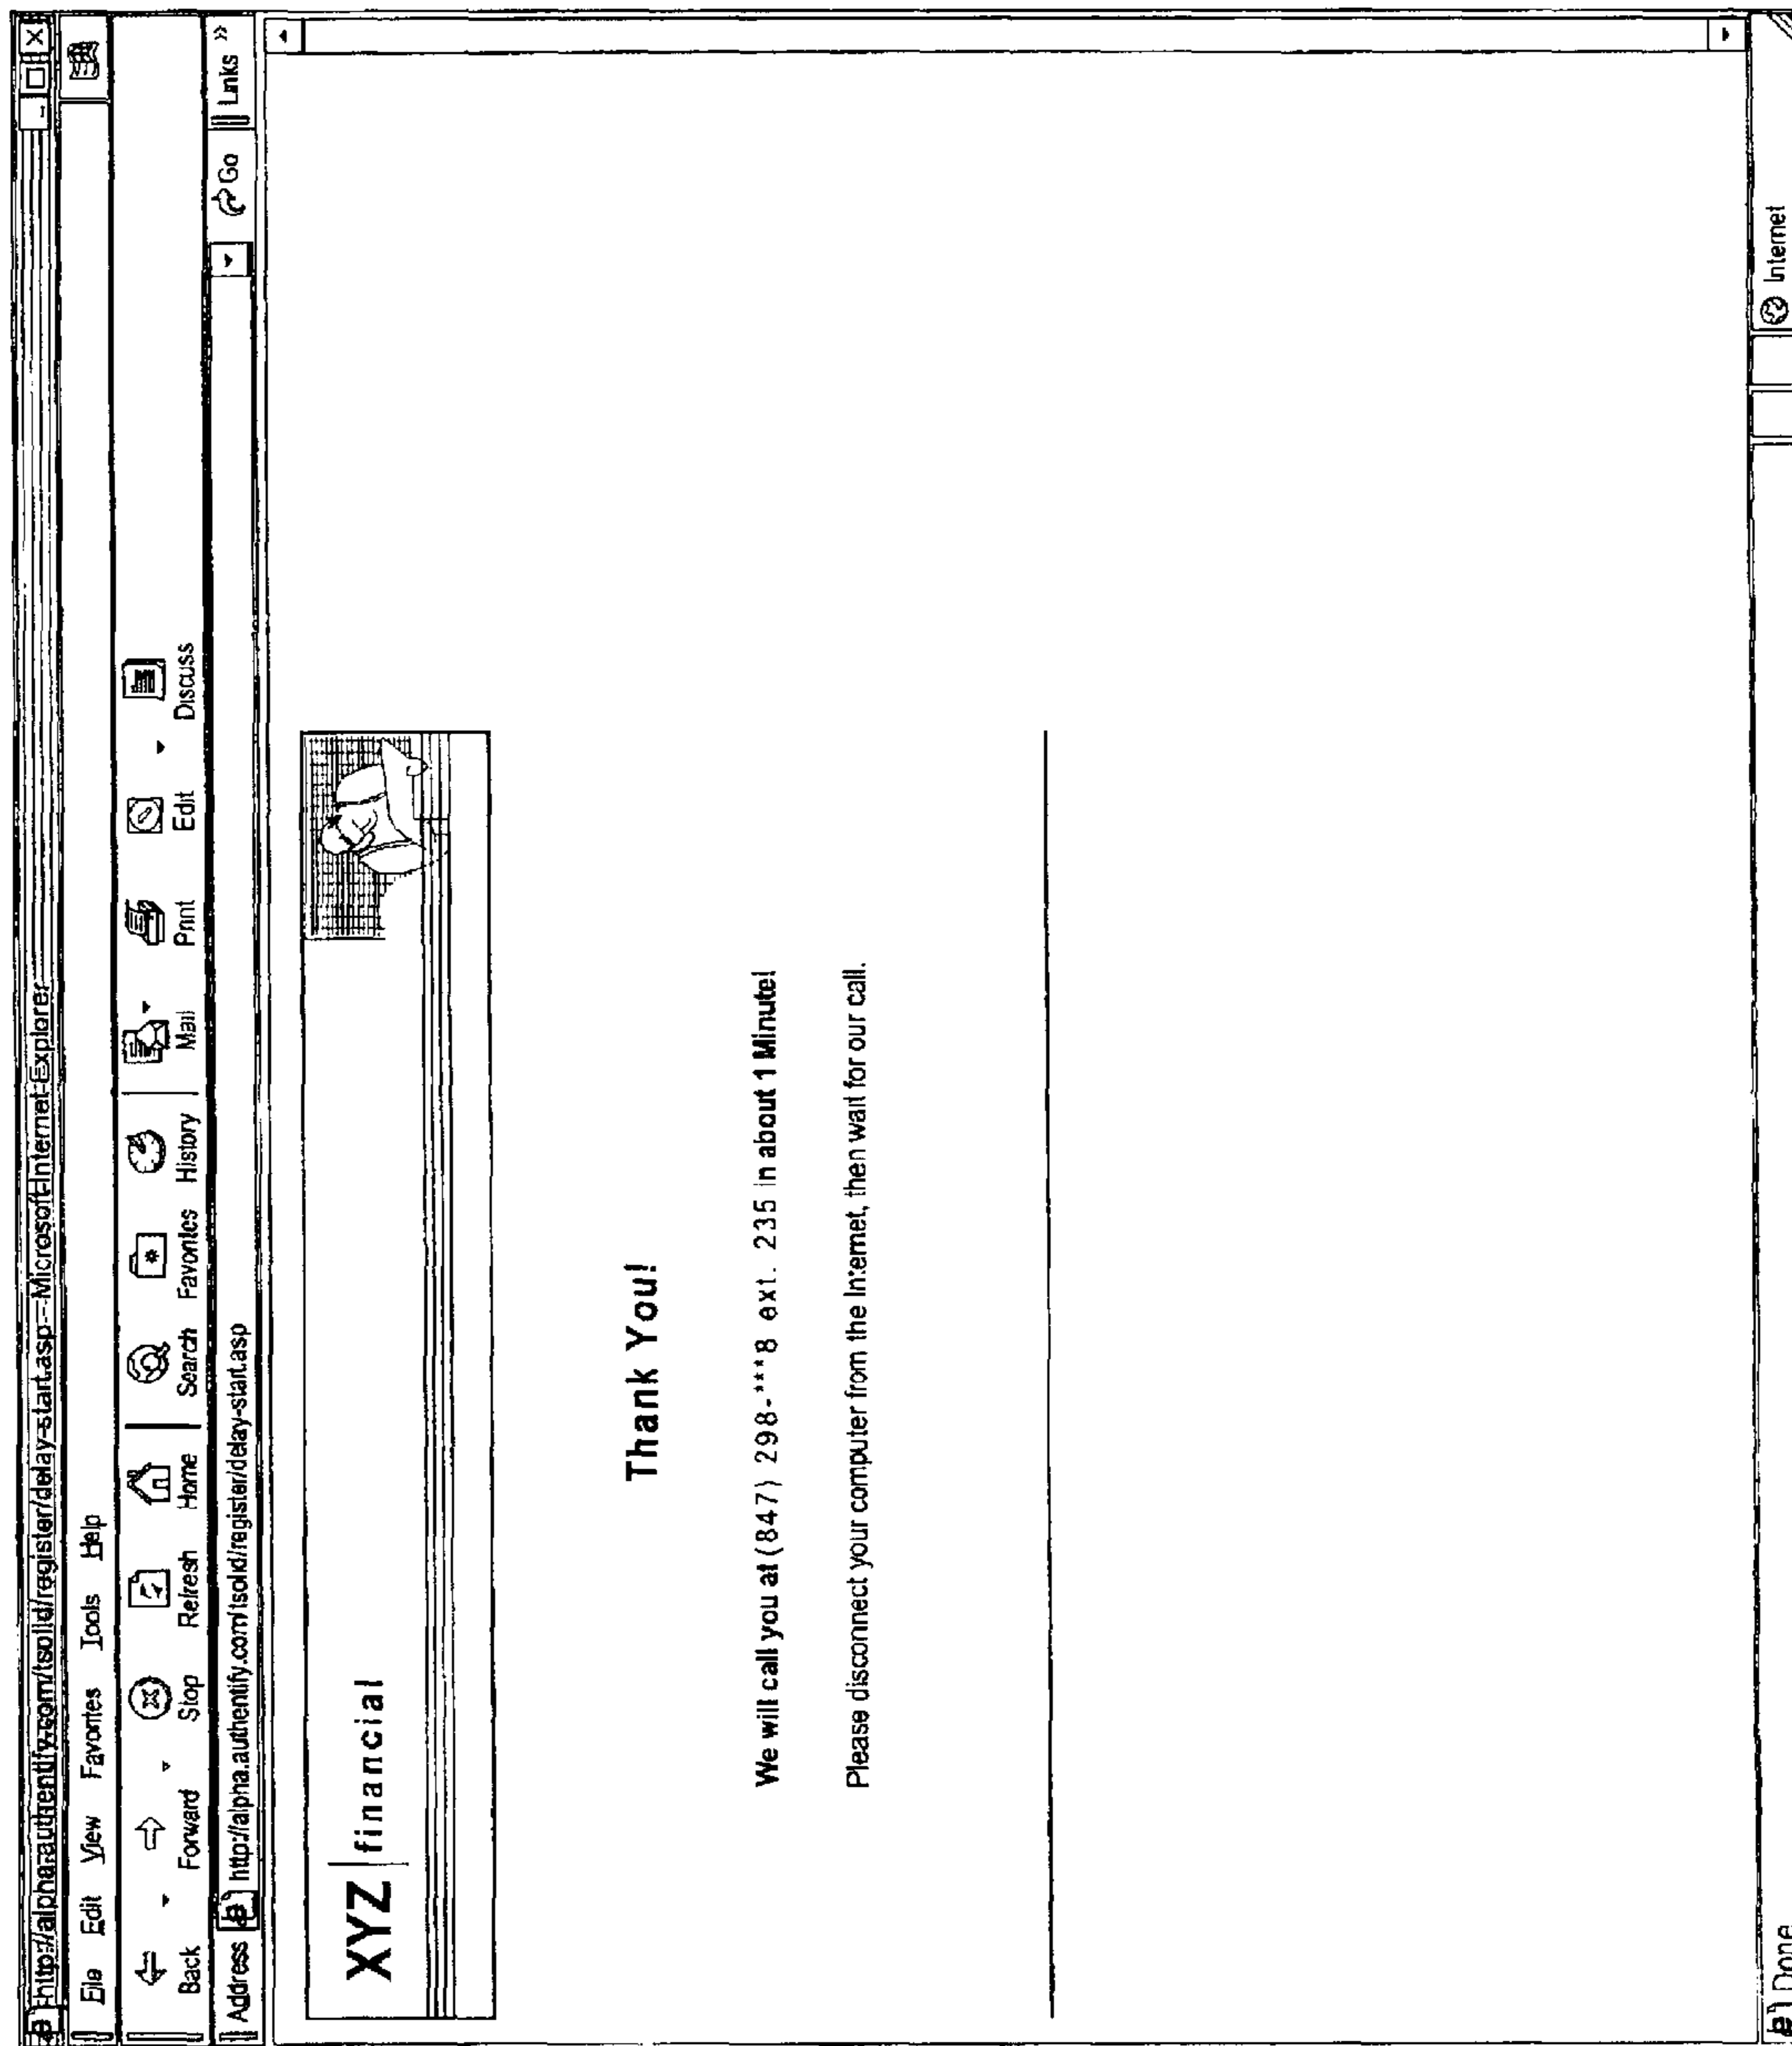 http://alpha.authentify.com/tsolid/register/delay-start.asp - Microsoft Internet Explorer
File Edit View Favorites Tools Help
Back Forward Stop Refresh Home Search Favorites History Mail Print Edit Discuss
Address http://alpha.authentify.com/tsolid/register/delay-start.asp Go Links »
XYZ financial
Thank You!
We will call you at (847) 298-***8 ext. 235 in about 1 Minute!
Please disconnect your computer from the Internet, then wait for our call.
Done Internet